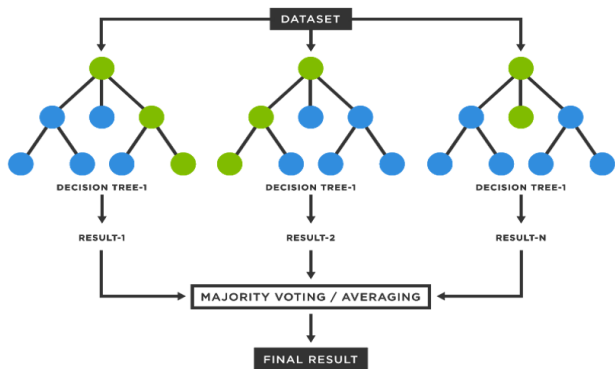 DATASET
DECISION TREE-1
DECISION TREE-1
DECISION TREE-1
RESULT-1
RESULT-2
RESULT-N
MAJORITY VOTING / AVERAGING
FINAL RESULT